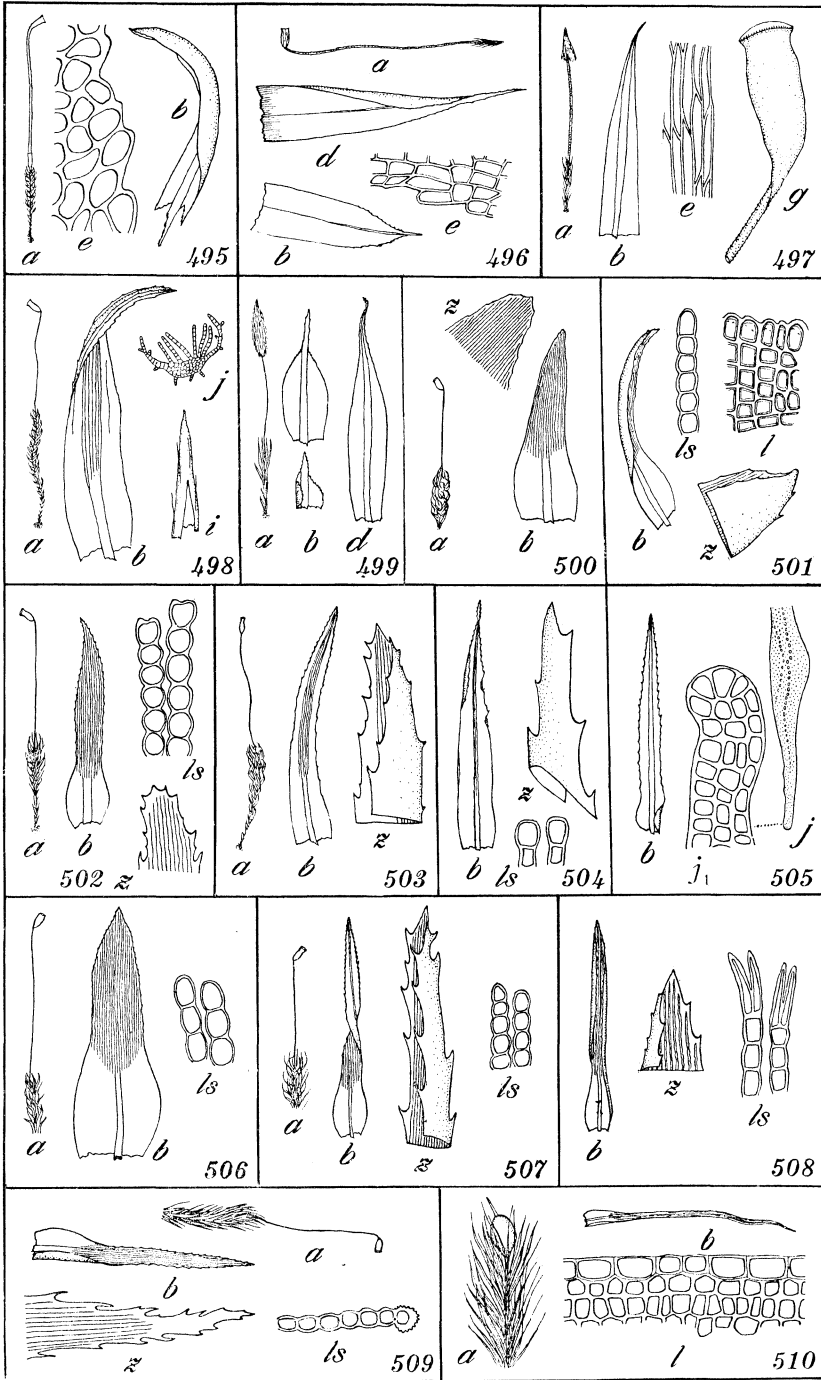 a e b 495
a d b e 496
a b e g 497
a b j i 498
a b d 499
z a b 500
b ls l z 501
a b ls z 502
a b z 503
b z ls 504
b j₁ j 505
a b ls 506
a b z ls 507
b z ls 508
a b z ls 509
a b l 510